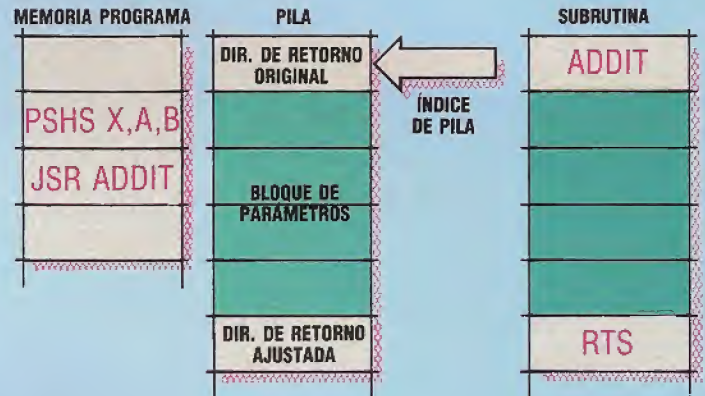 MEMORIA PROGRAMA
PILA
SUBRUTINA
DIR. DE RETORNO
ORIGINAL
ADDIT
ÍNDICE
DE PILA
PSHS X,A,B
JSR ADDIT
BLOQUE DE
PARÁMETROS
DIR. DE RETORNO
AJUSTADA
RTS